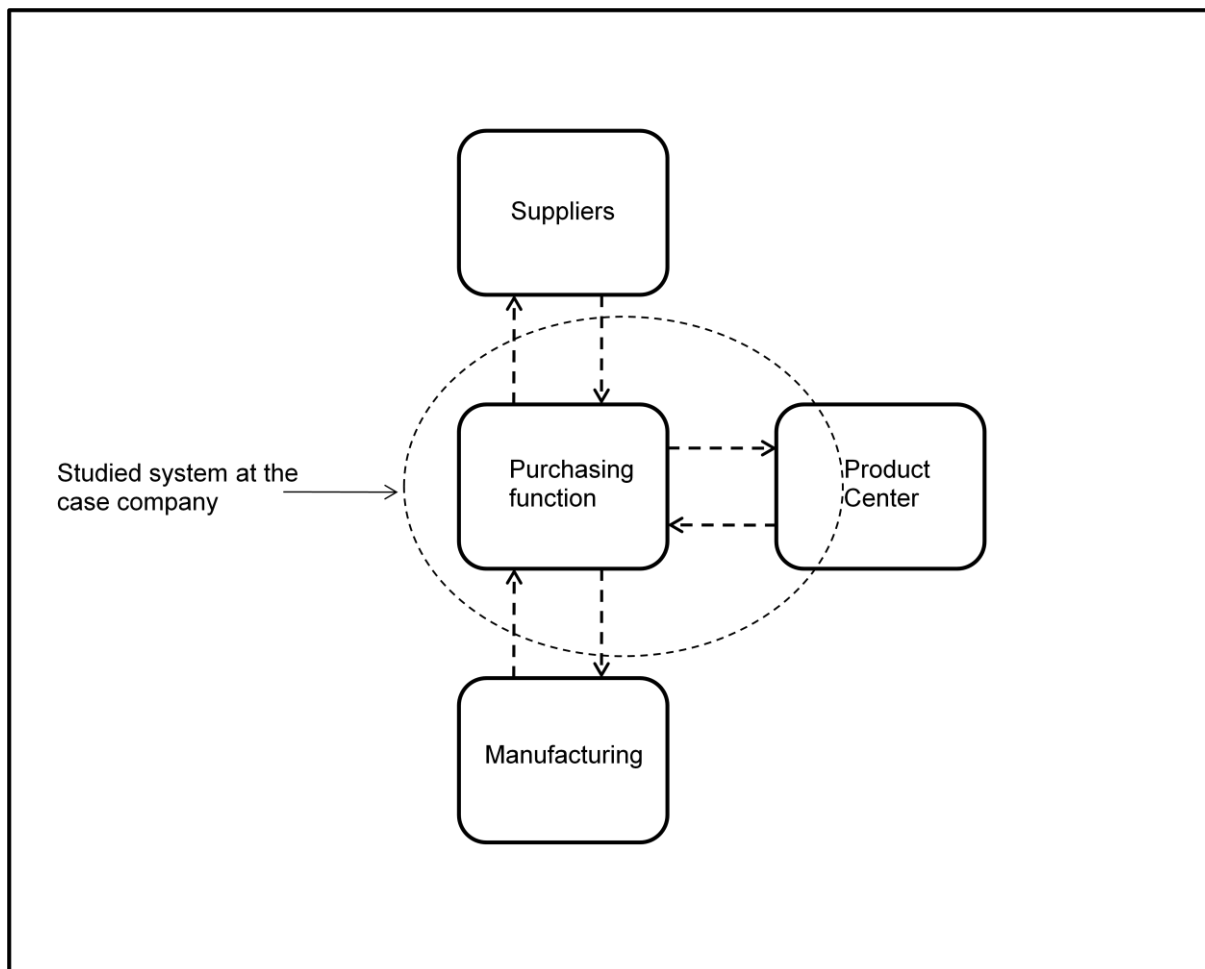 Suppliers
Studied system at the
case company
Purchasing
function
Product
Center
Manufacturing